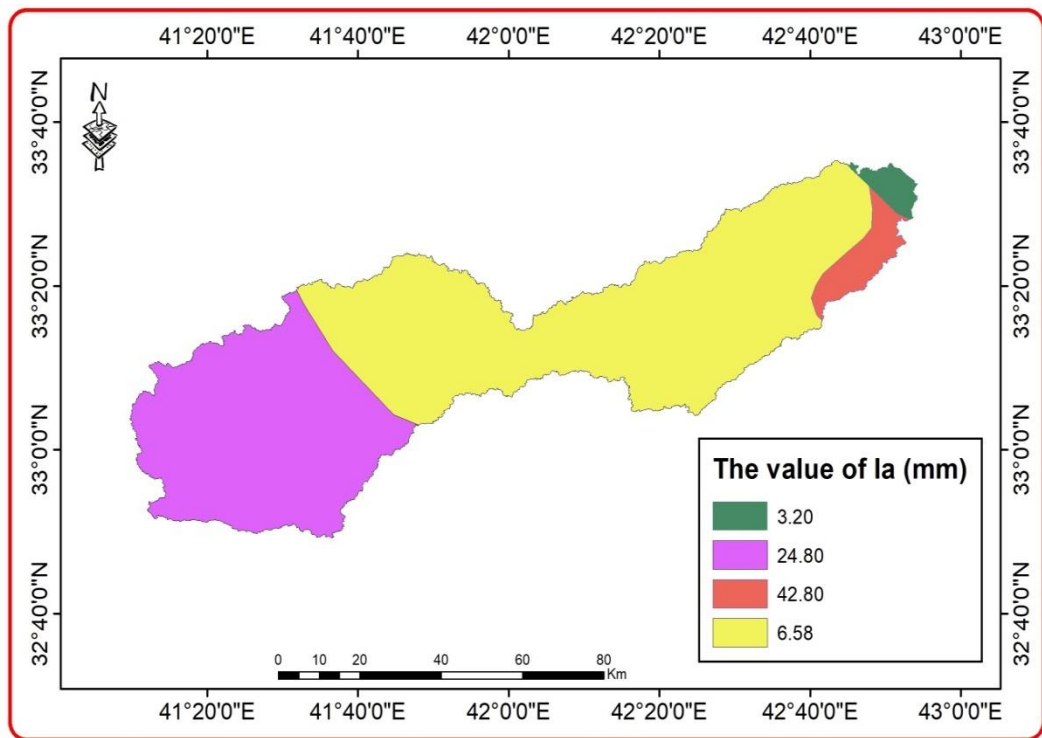 41°20'0"E 41°40'0"E 42°0'0"E 42°20'0"E 42°40'0"E 43°0'0"E
N
33°40'0"N 33°40'0"N
33°20'0"N 33°20'0"N
33°0'0"N 33°0'0"N
The value of Ia (mm)
3.20
24.80
42.80
6.58
32°40'0"N 32°40'0"N
0 10 20 40 60 80
Km
41°20'0"E 41°40'0"E 42°0'0"E 42°20'0"E 42°40'0"E 43°0'0"E